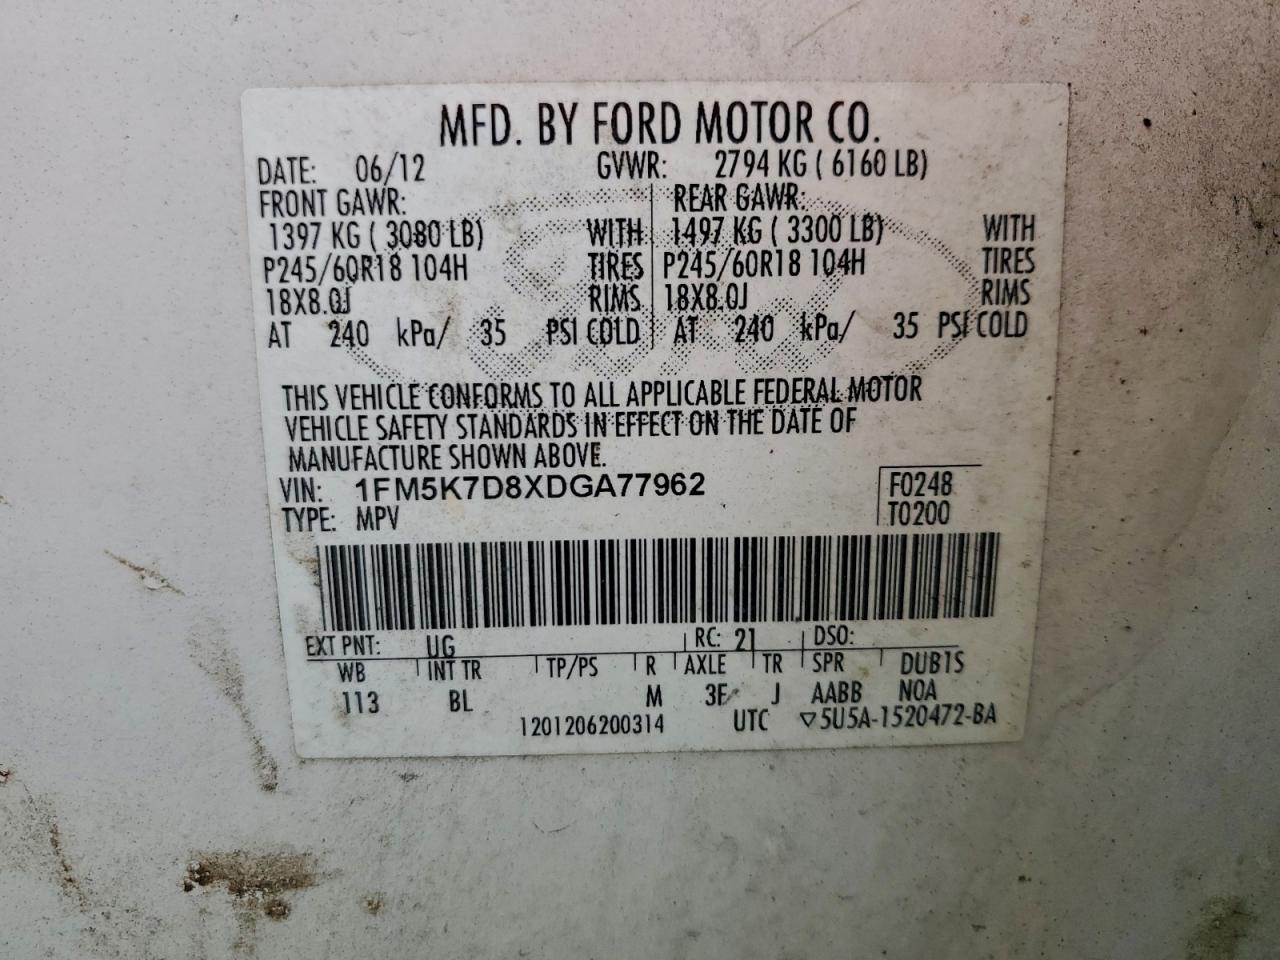 MFD. BY FORD MOTOR CO.
DATE: 06/12 GVWR: 2794 KG ( 6160 LB)
FRONT GAWR: REAR GAWR:
1397 KG ( 3080 LB) WITH 1497 KG ( 3300 LB) WITH
P245/60R18 104H TIRES P245/60R18 104H TIRES
18X8.0J RIMS 18X8.0J RIMS
AT 240 kPa/ 35 PSI COLD AT 240 kPa/ 35 PSI COLD
THIS VEHICLE CONFORMS TO ALL APPLICABLE FEDERAL MOTOR
VEHICLE SAFETY STANDARDS IN EFFECT ON THE DATE OF
MANUFACTURE SHOWN ABOVE.
VIN: 1FM5K7D8XDGA77962 F0248
TYPE: MPV T0200
EXT PNT: UG RC: 21 DSO:
WB INT TR TP/PS R AXLE TR SPR DUB1S
113 BL M 3F J AABB NOA
1201206200314 UTC ▽5U5A-1520472-BA